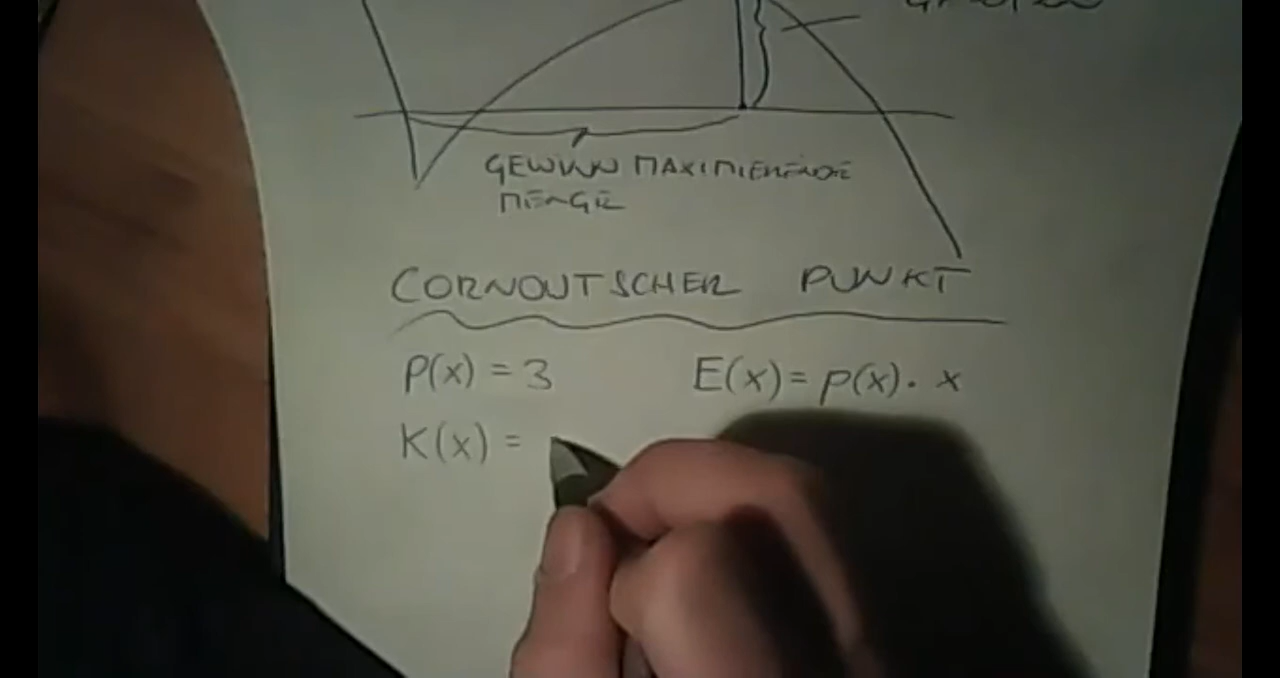 GEWINN MAXIMIERENDE
MENGE
CORNOUTSCHER PUNKT
P(x) = 3
E(x) = p(x) · x
K(x) =